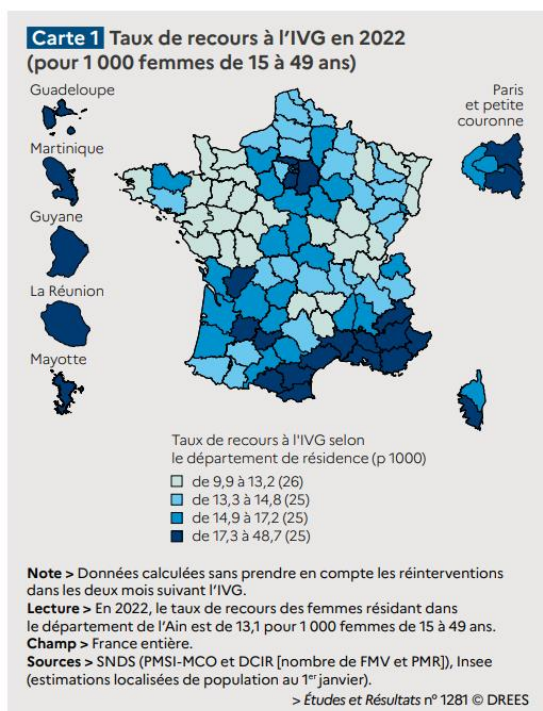 Carte 1 Taux de recours à l'IVG en 2022
(pour 1 000 femmes de 15 à 49 ans)
Guadeloupe
Paris
et petite
couronne
Martinique
Guyane
La Réunion
Mayotte
Taux de recours à l'IVG selon
le département de résidence (p 1000)
de 9,9 à 13,2 (26)
de 13,3 à 14,8 (25)
de 14,9 à 17,2 (25)
de 17,3 à 48,7 (25)
Note > Données calculées sans prendre en compte les réinterventions
dans les deux mois suivant l'IVG.
Lecture > En 2022, le taux de recours des femmes résidant dans
le département de l'Ain est de 13,1 pour 1 000 femmes de 15 à 49 ans.
Champ > France entière.
Sources > SNDS (PMSI-MCO et DCIR [nombre de FMV et PMR]), Insee
(estimations localisées de population au 1er janvier).
> Études et Résultats n° 1281 © DREES